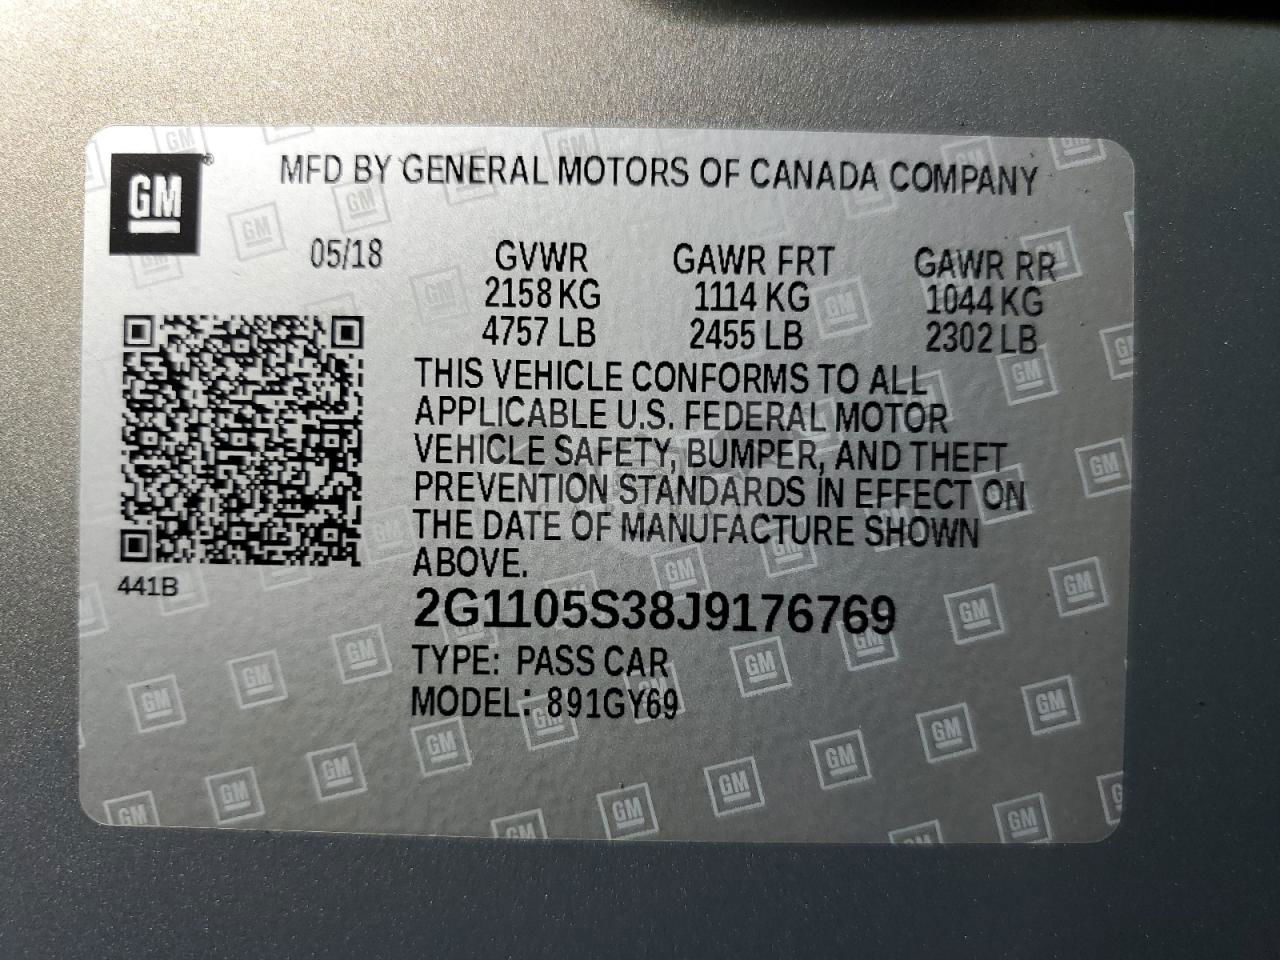 GM
MFD BY GENERAL MOTORS OF CANADA COMPANY
05/18 GVWR GAWR FRT GAWR RR
2158 KG 1114 KG 1044 KG
4757 LB 2455 LB 2302 LB
THIS VEHICLE CONFORMS TO ALL
APPLICABLE U.S. FEDERAL MOTOR
VEHICLE SAFETY, BUMPER, AND THEFT
PREVENTION STANDARDS IN EFFECT ON
THE DATE OF MANUFACTURE SHOWN
ABOVE.
441B
2G1105S38J9176769
TYPE: PASS CAR
MODEL: 891GY69